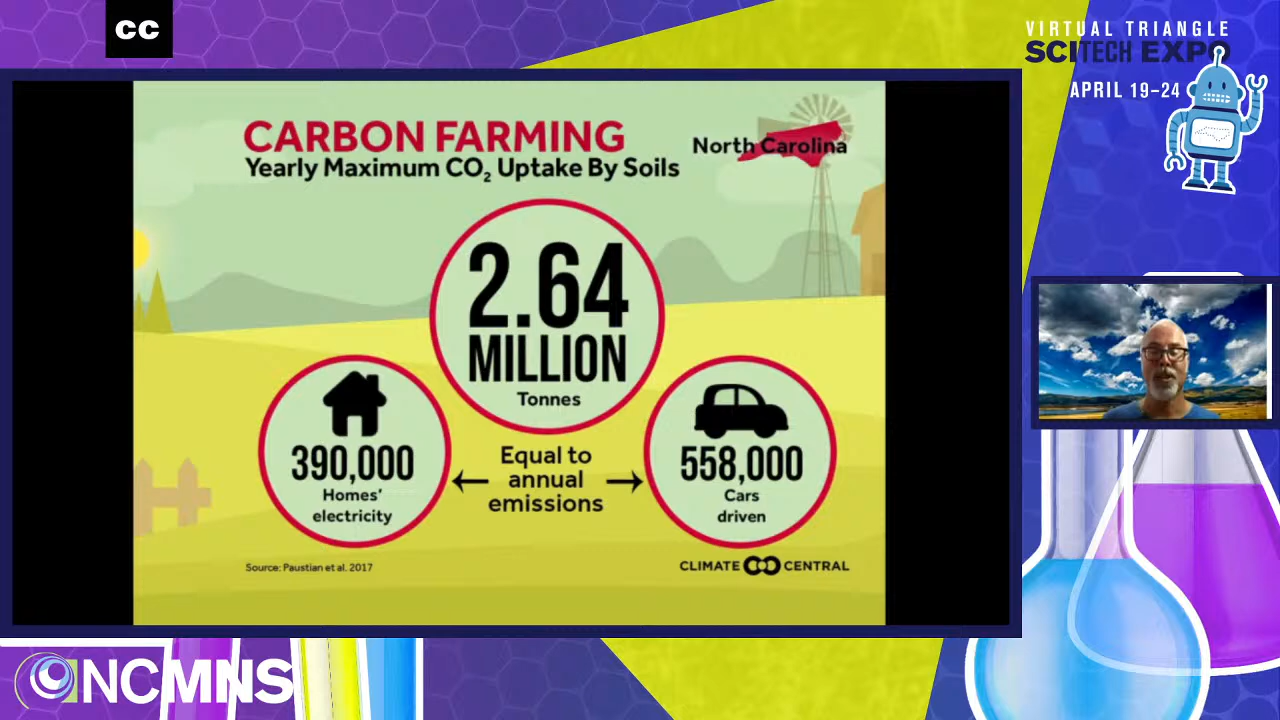 CC
VIRTUAL TRIANGLE
SCITECH EXPO
APRIL 19–24
CARBON FARMING
Yearly Maximum CO₂ Uptake By Soils
North Carolina
2.64
MILLION
Tonnes
390,000
Homes'
electricity
Equal to
annual
emissions
558,000
Cars
driven
Source: Paustian et al. 2017
CLIMATE CENTRAL
NCMNS